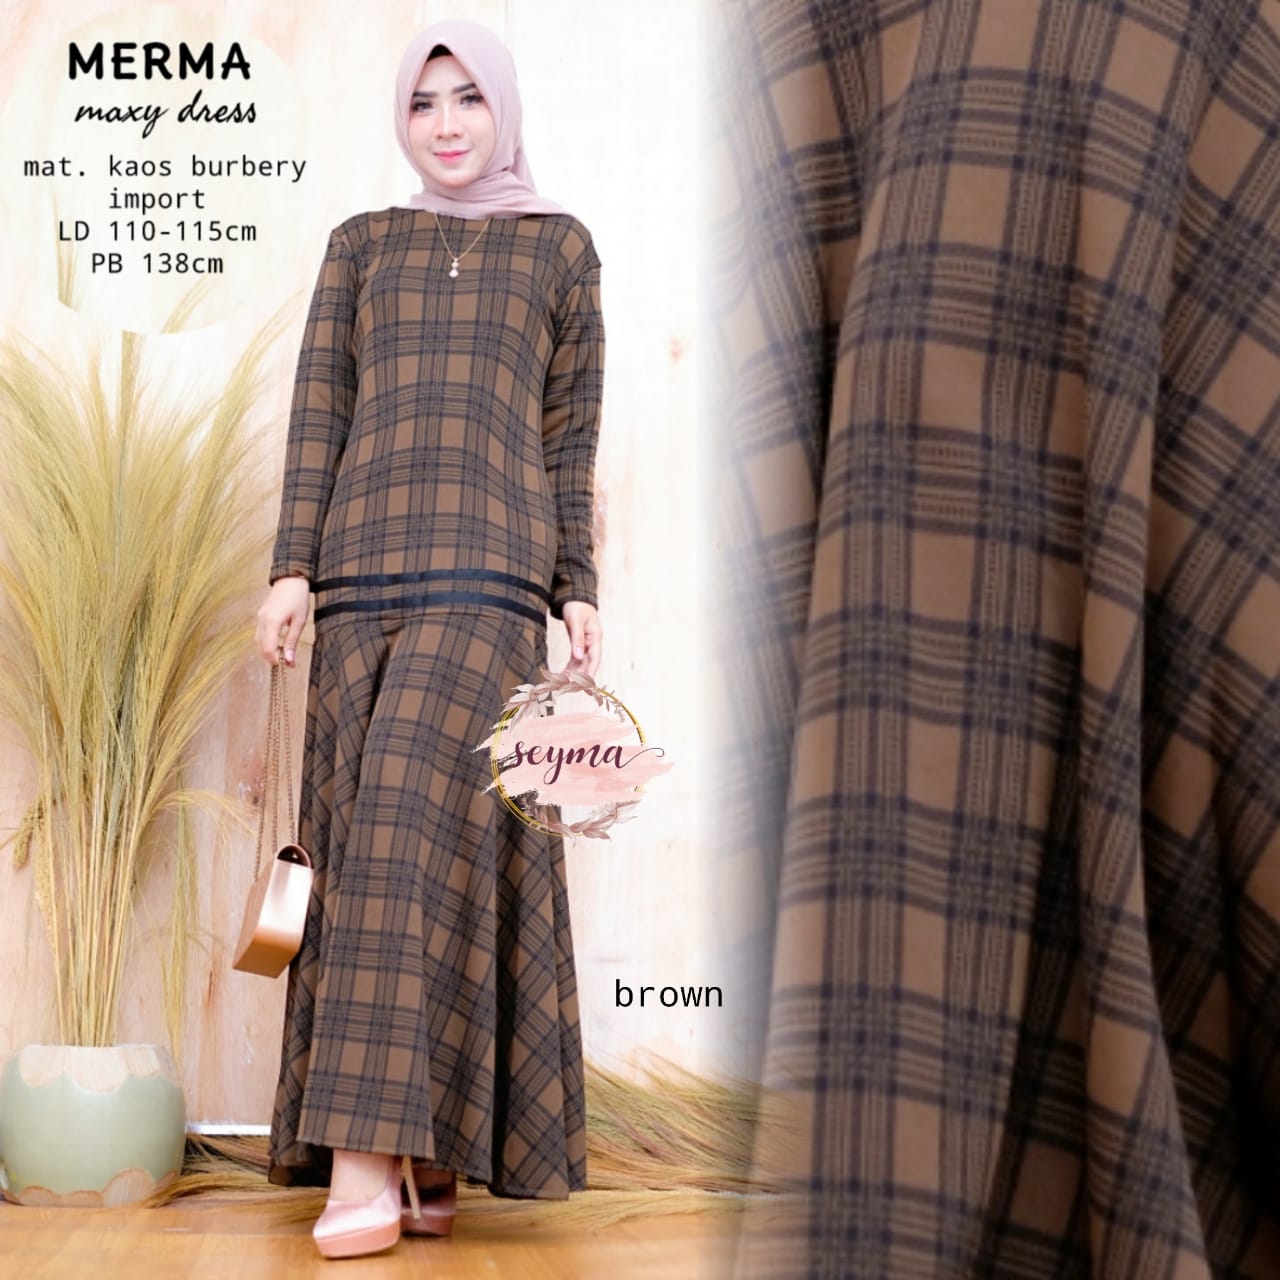 MERMA
maxy dress
mat. kaos burbery
import
LD 110-115cm
PB 138cm
seyma
brown